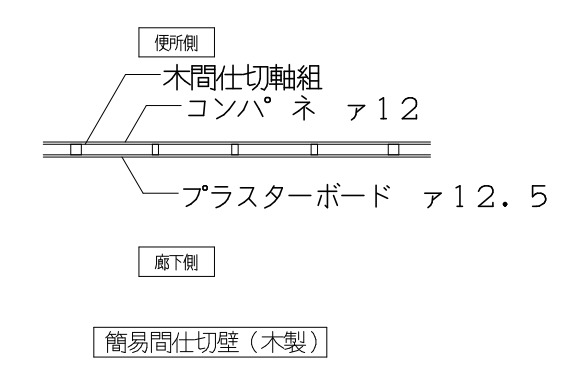 便所側
木間仕切軸組
コンパネ　ァ１２
プラスターボード　ァ１２．５
廊下側
簡易間仕切壁（木製）